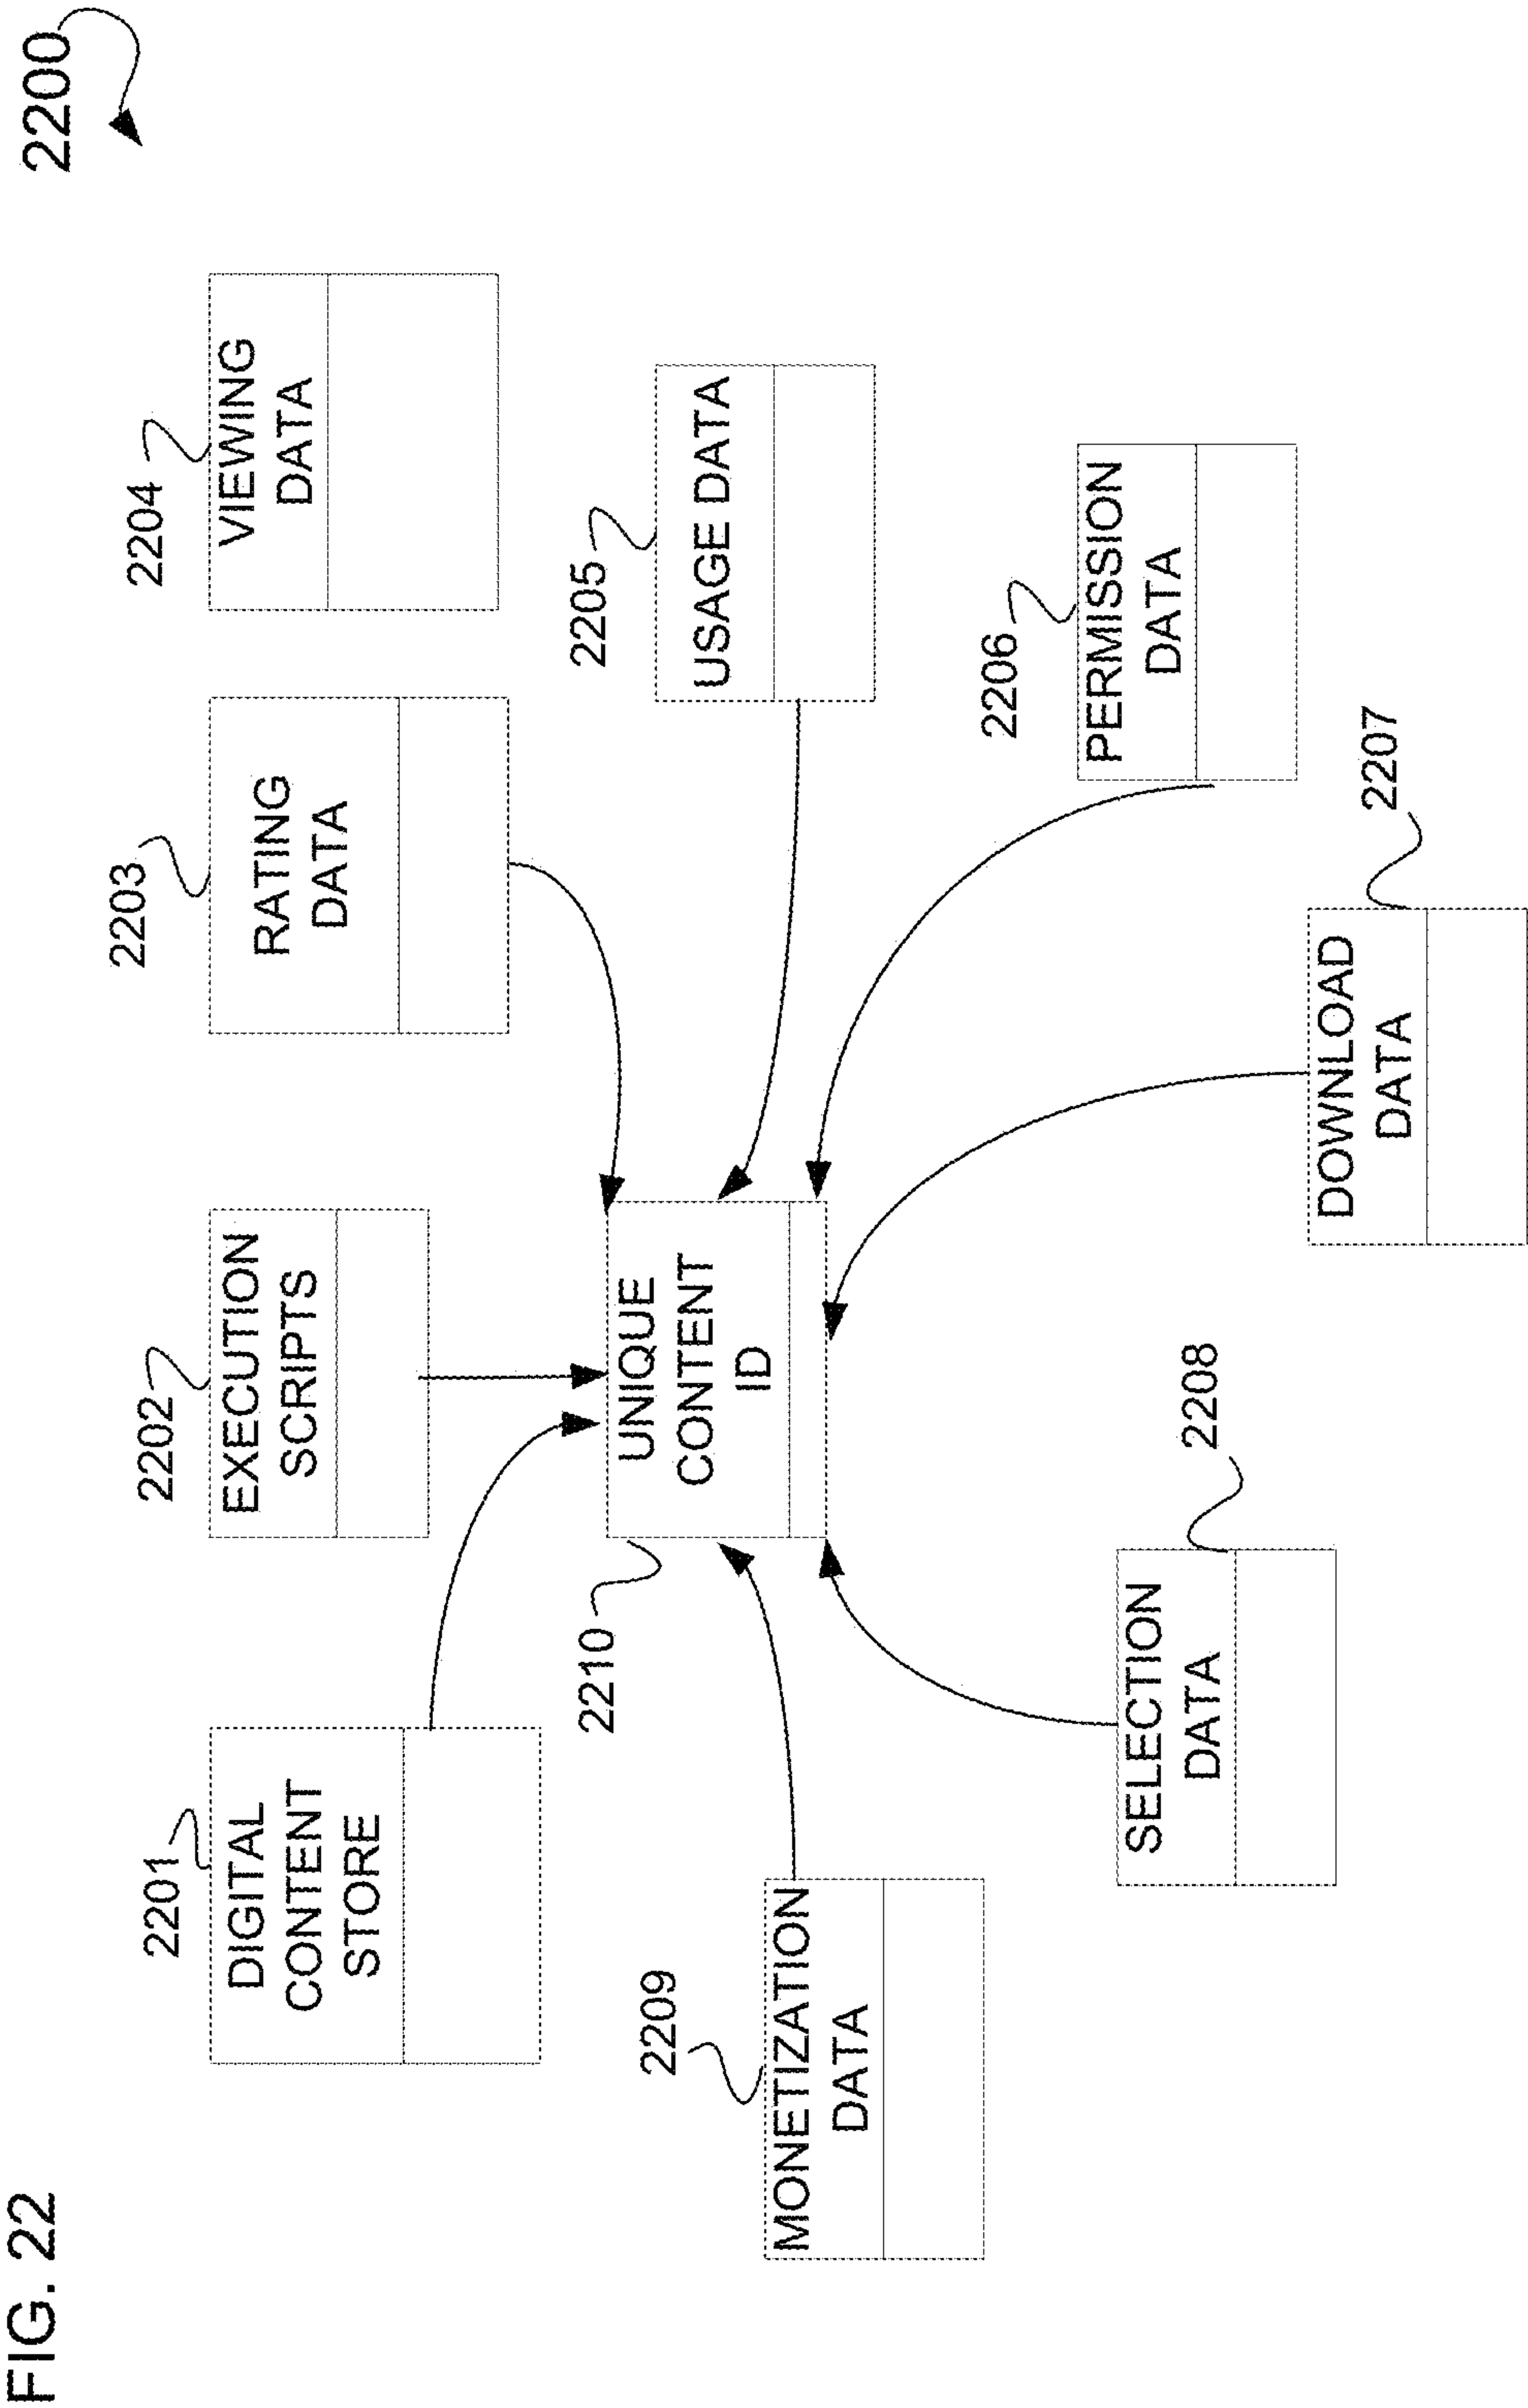 FIG. 22
2200
2201
DIGITAL
CONTENT
STORE
2202
EXECUTION
SCRIPTS
2203
RATING
DATA
2204
VIEWING
DATA
2205
USAGE DATA
2206
PERMISSION
DATA
2207
DOWNLOAD
DATA
2208
SELECTION
DATA
2209
MONETIZATION
DATA
2210
UNIQUE
CONTENT
ID